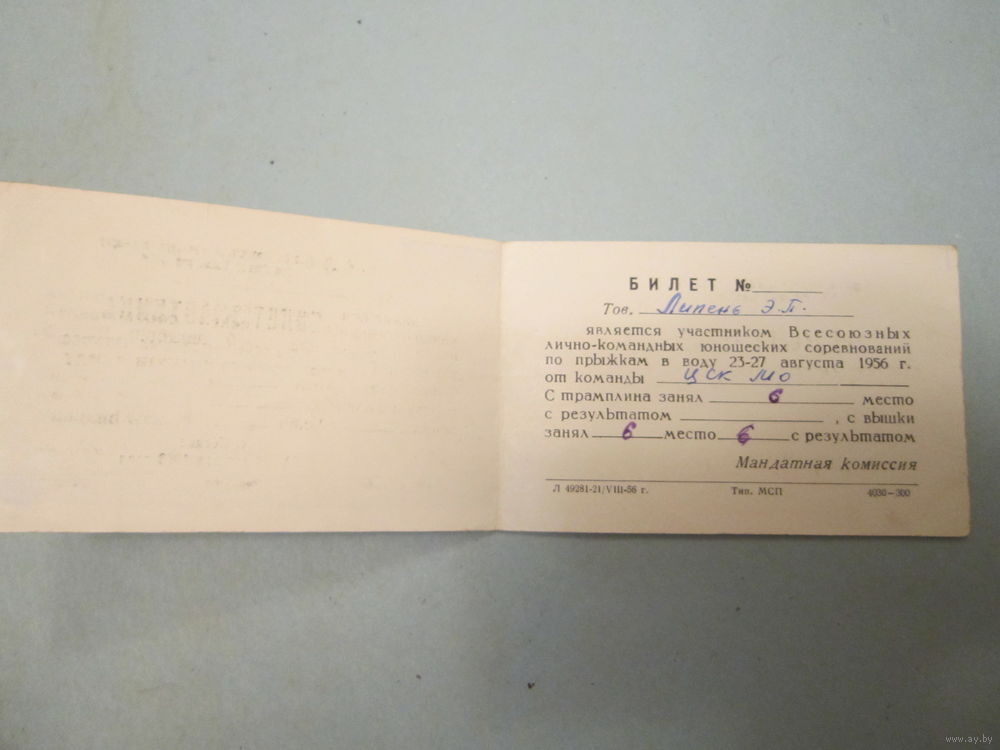 БИЛЕТ №
Тов. Липень Э.П.
является участником Всесоюзных
лично-командных юношеских соревнований
по прыжкам в воду 23-27 августа 1956 г.
от команды ЦСК МО
С трамплина занял 6 место
с результатом , с вышки
занял 6 место 6 с результатом
Мандатная комиссия
Л 49281-21/VIII-56 г. Тип. МСП 4030-300
www.ay.by